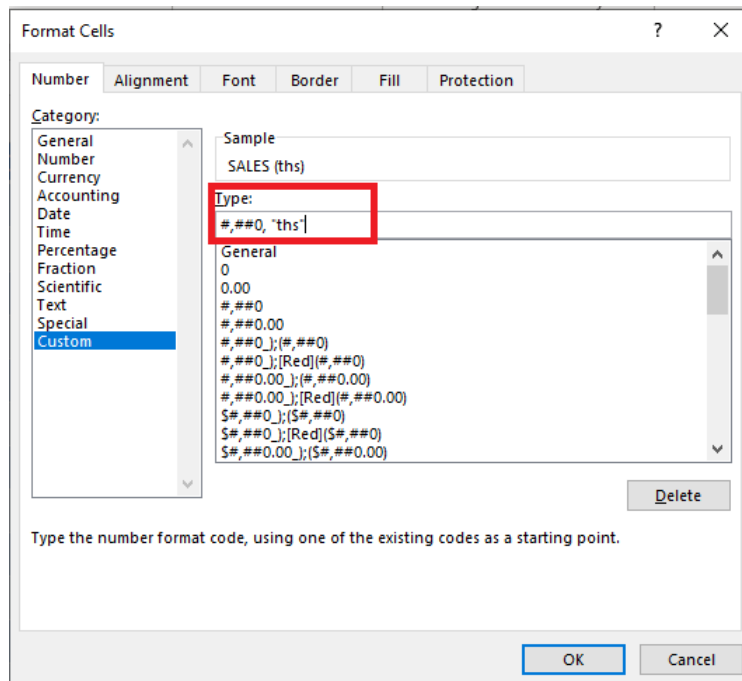 Format Cells ? ×
Number Alignment Font Border Fill Protection
Category:
General
Number
Currency
Accounting
Date
Time
Percentage
Fraction
Scientific
Text
Special
Custom
Sample
SALES (ths)
Type:
#,##0, "ths"
General
0
0.00
#,##0
#,##0.00
#,##0_);(#,##0)
#,##0_);[Red](#,##0)
#,##0.00_);(#,##0.00)
#,##0.00_);[Red](#,##0.00)
$#,##0_);($#,##0)
$#,##0_);[Red]($#,##0)
$#,##0.00_);($#,##0.00)
Delete
Type the number format code, using one of the existing codes as a starting point.
OK Cancel